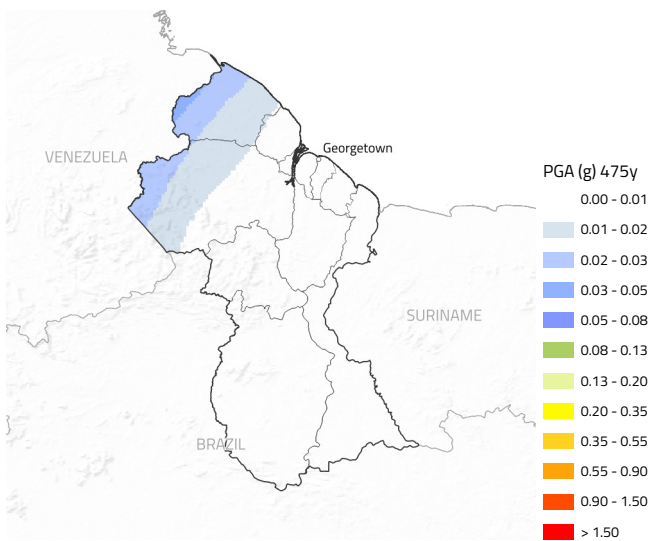 Georgetown
VENEZUELA
SURINAME
BRAZIL
PGA (g) 475y
0.00 - 0.01
0.01 - 0.02
0.02 - 0.03
0.03 - 0.05
0.05 - 0.08
0.08 - 0.13
0.13 - 0.20
0.20 - 0.35
0.35 - 0.55
0.55 - 0.90
0.90 - 1.50
> 1.50